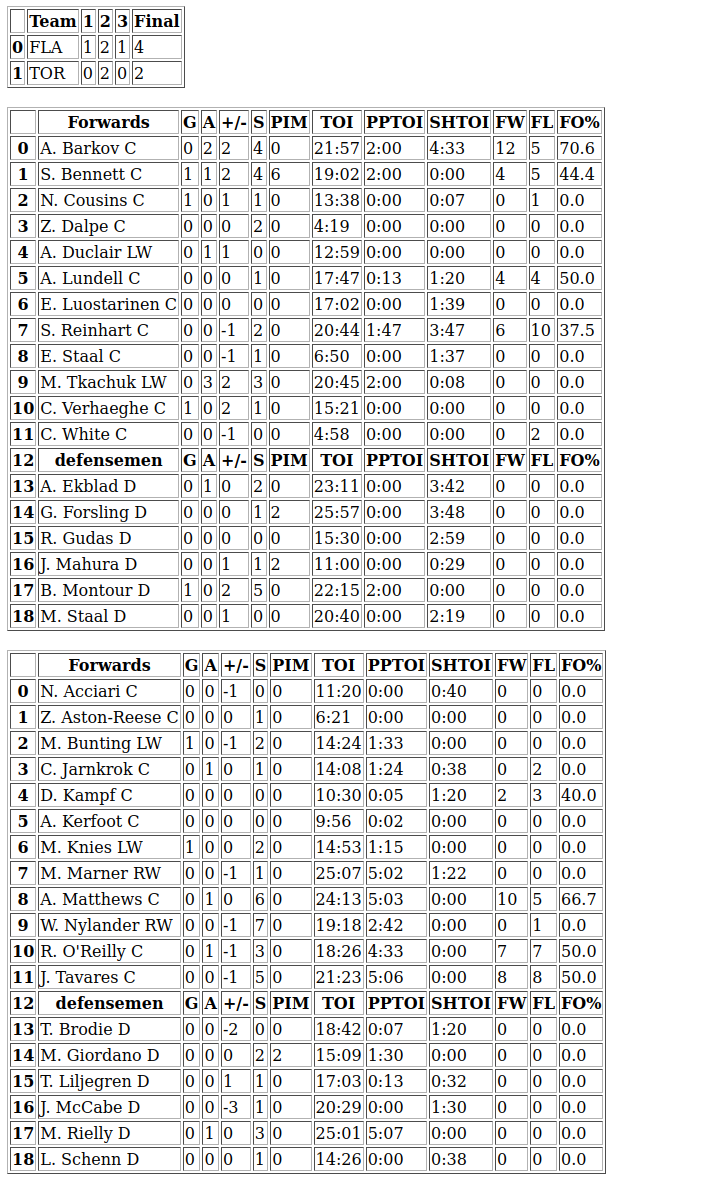 Team 1 2 3 Final
0 FLA 1 2 1 4
1 TOR 0 2 0 2
Forwards G A +/- S PIM TOI PPTOI SHTOI FW FL FO%
0 A. Barkov C 0 2 2 4 0 21:57 2:00 4:33 12 5 70.6
1 S. Bennett C 1 1 2 4 6 19:02 2:00 0:00 4 5 44.4
2 N. Cousins C 1 0 1 1 0 13:38 0:00 0:07 0 1 0.0
3 Z. Dalpe C 0 0 0 2 0 4:19 0:00 0:00 0 0 0.0
4 A. Duclair LW 0 1 1 0 0 12:59 0:00 0:00 0 0 0.0
5 A. Lundell C 0 0 0 1 0 17:47 0:13 1:20 4 4 50.0
6 E. Luostarinen C 0 0 0 0 0 17:02 0:00 1:39 0 0 0.0
7 S. Reinhart C 0 0 -1 2 0 20:44 1:47 3:47 6 10 37.5
8 E. Staal C 0 0 -1 1 0 6:50 0:00 1:37 0 0 0.0
9 M. Tkachuk LW 0 3 2 3 0 20:45 2:00 0:08 0 0 0.0
10 C. Verhaeghe C 1 0 2 1 0 15:21 0:00 0:00 0 0 0.0
11 C. White C 0 0 -1 0 0 4:58 0:00 0:00 0 2 0.0
12 defensemen G A +/- S PIM TOI PPTOI SHTOI FW FL FO%
13 A. Ekblad D 0 1 0 2 0 23:11 0:00 3:42 0 0 0.0
14 G. Forsling D 0 0 0 1 2 25:57 0:00 3:48 0 0 0.0
15 R. Gudas D 0 0 0 0 0 15:30 0:00 2:59 0 0 0.0
16 J. Mahura D 0 0 1 1 2 11:00 0:00 0:29 0 0 0.0
17 B. Montour D 1 0 2 5 0 22:15 2:00 0:00 0 0 0.0
18 M. Staal D 0 0 1 0 0 20:40 0:00 2:19 0 0 0.0
Forwards G A +/- S PIM TOI PPTOI SHTOI FW FL FO%
0 N. Acciari C 0 0 -1 0 0 11:20 0:00 0:40 0 0 0.0
1 Z. Aston-Reese C 0 0 0 1 0 6:21 0:00 0:00 0 0 0.0
2 M. Bunting LW 1 0 -1 2 0 14:24 1:33 0:00 0 0 0.0
3 C. Jarnkrok C 0 1 0 1 0 14:08 1:24 0:38 0 2 0.0
4 D. Kampf C 0 0 0 0 0 10:30 0:05 1:20 2 3 40.0
5 A. Kerfoot C 0 0 0 0 0 9:56 0:02 0:00 0 0 0.0
6 M. Knies LW 1 0 0 2 0 14:53 1:15 0:00 0 0 0.0
7 M. Marner RW 0 0 -1 1 0 25:07 5:02 1:22 0 0 0.0
8 A. Matthews C 0 1 0 6 0 24:13 5:03 0:00 10 5 66.7
9 W. Nylander RW 0 0 -1 7 0 19:18 2:42 0:00 0 1 0.0
10 R. O'Reilly C 0 1 -1 3 0 18:26 4:33 0:00 7 7 50.0
11 J. Tavares C 0 0 -1 5 0 21:23 5:06 0:00 8 8 50.0
12 defensemen G A +/- S PIM TOI PPTOI SHTOI FW FL FO%
13 T. Brodie D 0 0 -2 0 0 18:42 0:07 1:20 0 0 0.0
14 M. Giordano D 0 0 0 2 2 15:09 1:30 0:00 0 0 0.0
15 T. Liljegren D 0 0 1 1 0 17:03 0:13 0:32 0 0 0.0
16 J. McCabe D 0 0 -3 1 0 20:29 0:00 1:30 0 0 0.0
17 M. Rielly D 0 1 0 3 0 25:01 5:07 0:00 0 0 0.0
18 L. Schenn D 0 0 0 1 0 14:26 0:00 0:38 0 0 0.0